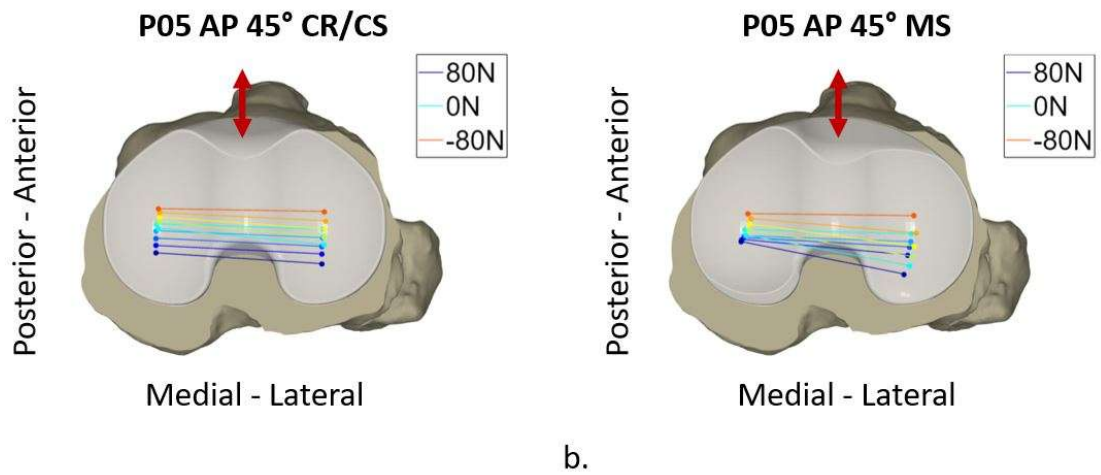 P05 AP 45° CR/CS
80N
0N
-80N
Posterior - Anterior
Medial - Lateral
P05 AP 45° MS
80N
0N
-80N
Posterior - Anterior
Medial - Lateral
b.